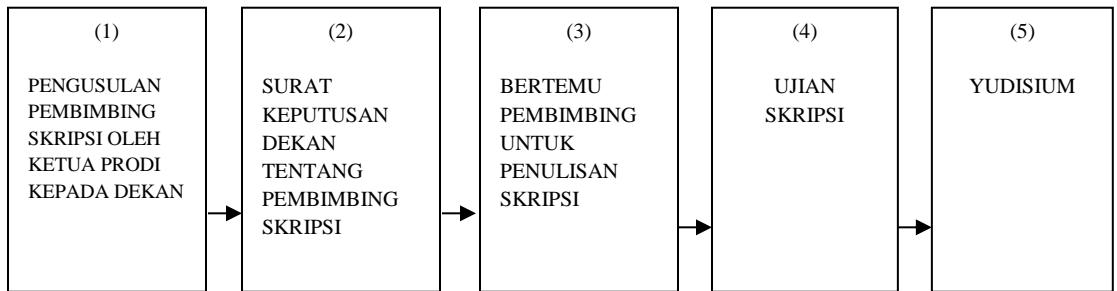 (1)
PENGUSULAN
PEMBIMBING
SKRIPSI OLEH
KETUA PRODI
KEPADA DEKAN
(2)
SURAT
KEPUTUSAN
DEKAN
TENTANG
PEMBIMBING
SKRIPSI
(3)
BERTEMU
PEMBIMBING
UNTUK
PENULISAN
SKRIPSI
(4)
UJIAN
SKRIPSI
(5)
YUDISIUM